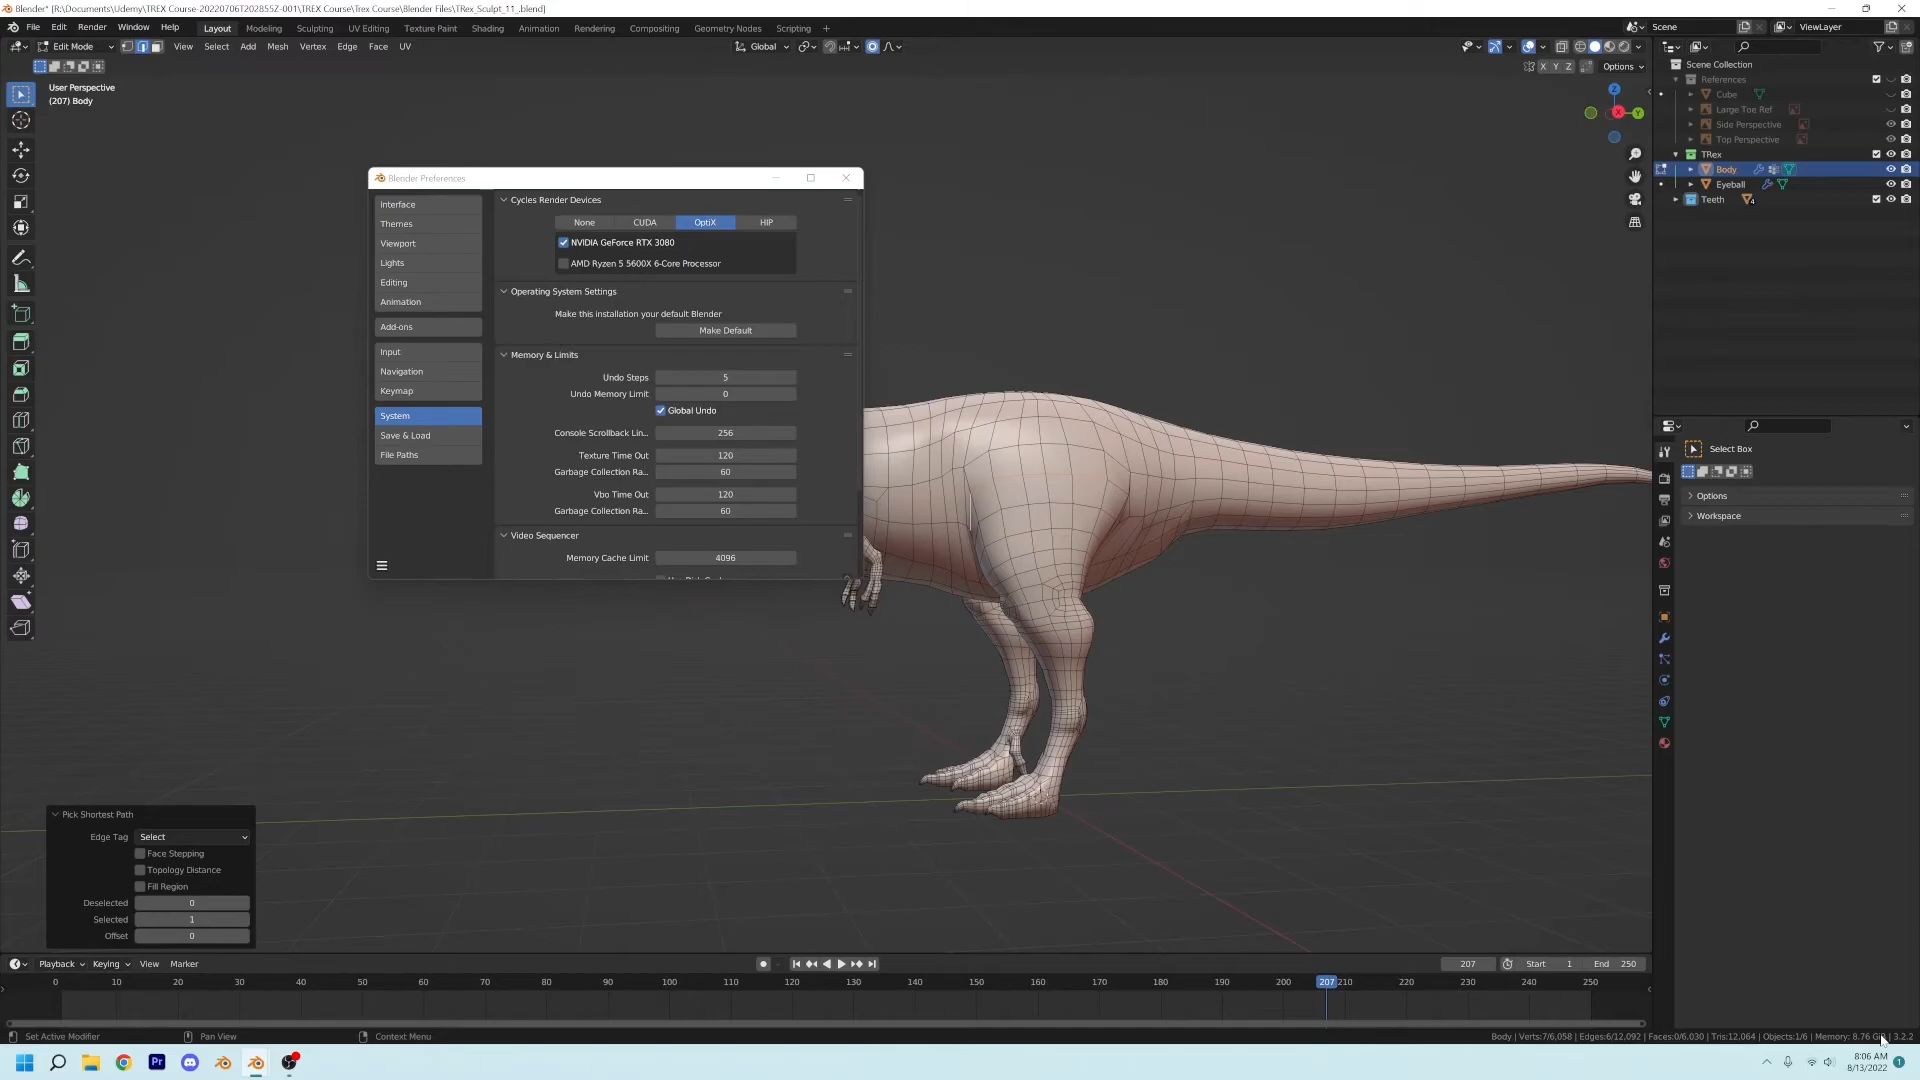 Blender* [R:\Documents\Udemy\TREX Course-20220706T202855Z-001\TREX Course\Trex Course\Blender Files\TRex_Sculpt_11_.blend]
File Edit Render Window Help Layout Modeling Sculpting UV Editing Texture Paint Shading Animation Rendering Compositing Geometry Nodes Scripting + Scene ViewLayer
Edit Mode View Select Add Mesh Vertex Edge Face UV Global
X Y Z Options
User Perspective
(207) Body
Z
X
Y
Scene Collection
References
Cube
Large Toe Ref
Side Perspective
Top Perspective
TRex
Body
Eyeball
Teeth 4
Blender Preferences
Interface
Themes
Viewport
Lights
Editing
Animation
Add-ons
Input
Navigation
Keymap
System
Save & Load
File Paths
Cycles Render Devices
None CUDA OptiX HIP
NVIDIA GeForce RTX 3080
AMD Ryzen 5 5600X 6-Core Processor
Operating System Settings
Make this installation your default Blender
Make Default
Memory & Limits
Undo Steps 5
Undo Memory Limit 0
Global Undo
Console Scrollback Lin... 256
Texture Time Out 120
Garbage Collection Ra... 60
Vbo Time Out 120
Garbage Collection Ra... 60
Video Sequencer
Memory Cache Limit 4096
Select Box
Options
Workspace
Pick Shortest Path
Edge Tag Select
Face Stepping
Topology Distance
Fill Region
Deselected 0
Selected 1
Offset 0
Playback Keying View Marker 207 Start 1 End 250
0 10 20 30 40 50 60 70 80 90 100 110 120 130 140 150 160 170 180 190 200 207 210 220 230 240 250
Set Active Modifier Pan View Context Menu Body | Verts:7/6,058 | Edges:6/12,092 | Faces:0/6,030 | Tris:12,064 | Objects:1/6 | Memory: 8.76 | 3.2.2
Pr
8:06 AM
8/13/2022
1